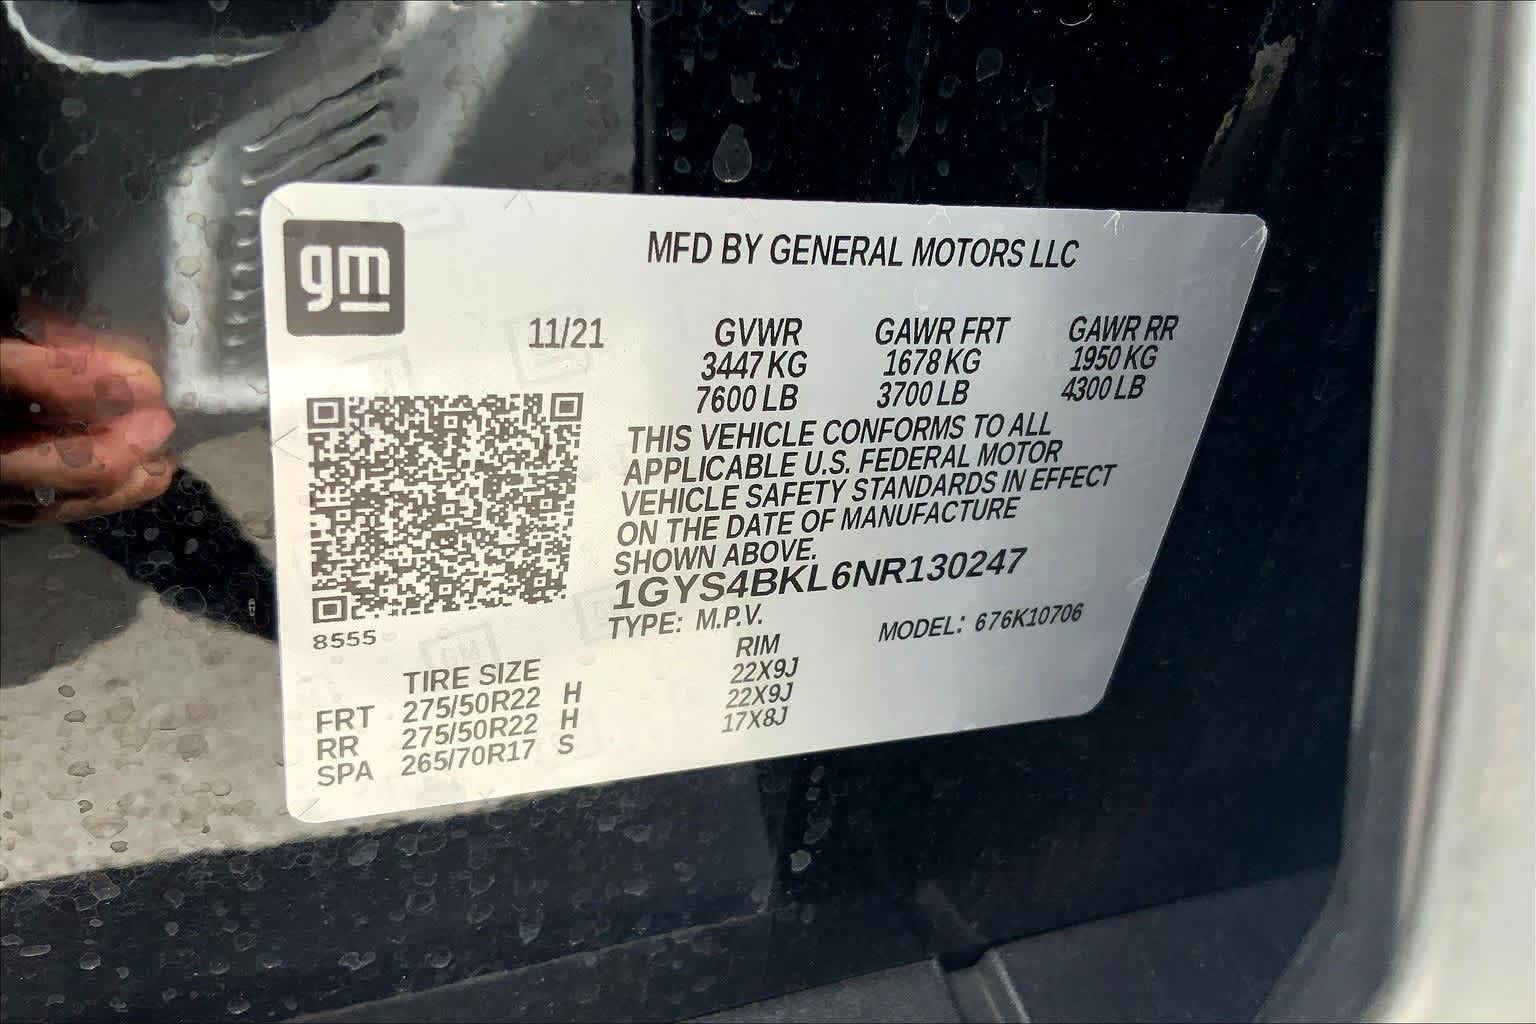 gm
MFD BY GENERAL MOTORS LLC
11/21 GVWR GAWR FRT GAWR RR
3447 KG 1678 KG 1950 KG
7600 LB 3700 LB 4300 LB
THIS VEHICLE CONFORMS TO ALL
APPLICABLE U.S. FEDERAL MOTOR
VEHICLE SAFETY STANDARDS IN EFFECT
ON THE DATE OF MANUFACTURE
SHOWN ABOVE.
1GYS4BKL6NR130247
TYPE: M.P.V. MODEL: 676K10706
8555
TIRE SIZE RIM
FRT 275/50R22 H 22X9J
RR 275/50R22 H 22X9J
SPA 265/70R17 S 17X8J